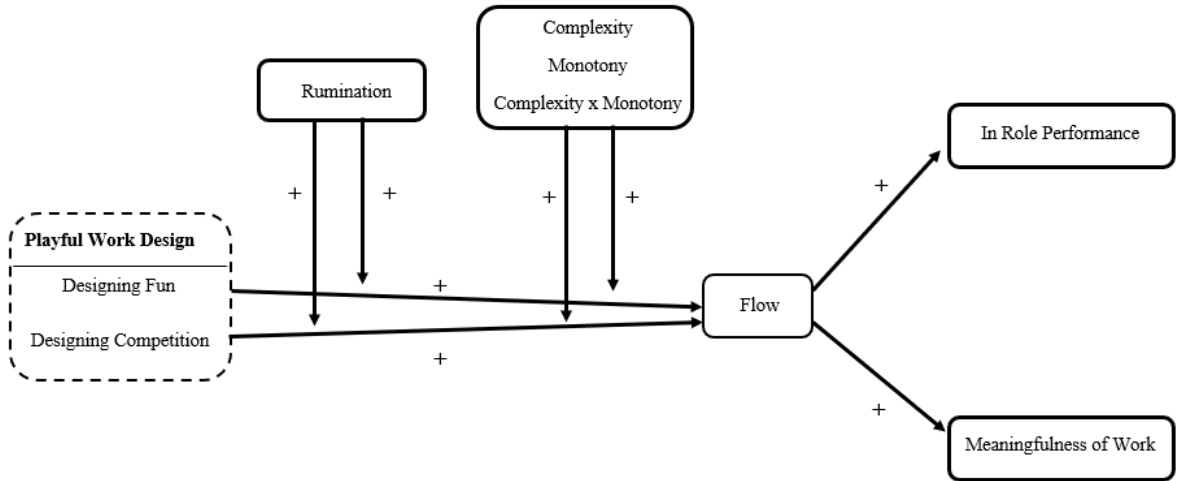 Complexity
Monotony
Complexity x Monotony
Rumination
In Role Performance
+
+
+
+
+
Playful Work Design
Designing Fun
Designing Competition
+
+
Flow
+
Meaningfulness of Work